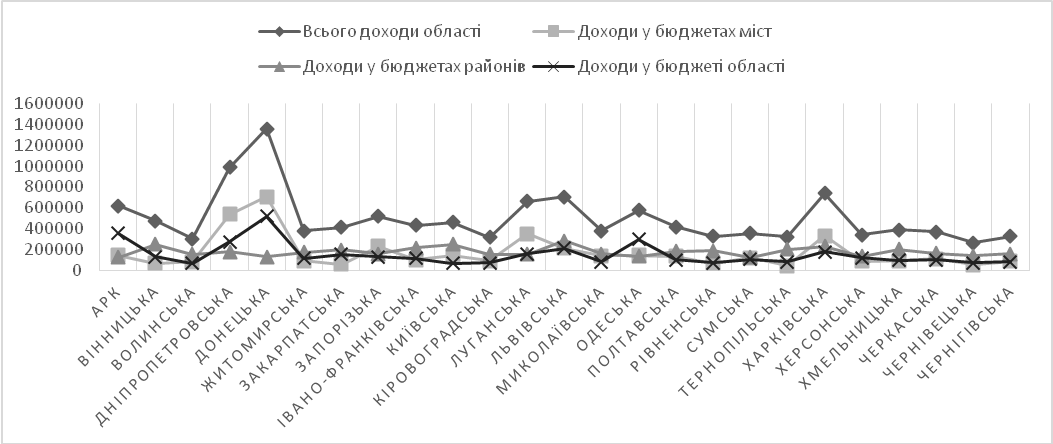 Всього доходи області
Доходи у бюджетах міст
Доходи у бюджетах районів
Доходи у бюджеті області
1600000
1400000
1200000
1000000
800000
600000
400000
200000
0
АРК
ВІННИЦЬКА
ВОЛИНСЬКА
ДНІПРОПЕТРОВСЬКА
ДОНЕЦЬКА
ЖИТОМИРСЬКА
ЗАКАРПАТСЬКА
ЗАПОРІЗЬКА
ІВАНО-ФРАНКІВСЬКА
КИЇВСЬКА
КІРОВОГРАДСЬКА
ЛУГАНСЬКА
ЛЬВІВСЬКА
МИКОЛАЇВСЬКА
ОДЕСЬКА
ПОЛТАВСЬКА
РІВНЕНСЬКА
СУМСЬКА
ТЕРНОПІЛЬСЬКА
ХАРКІВСЬКА
ХЕРСОНСЬКА
ХМЕЛЬНИЦЬКА
ЧЕРКАСЬКА
ЧЕРНІВЕЦЬКА
ЧЕРНІГІВСЬКА